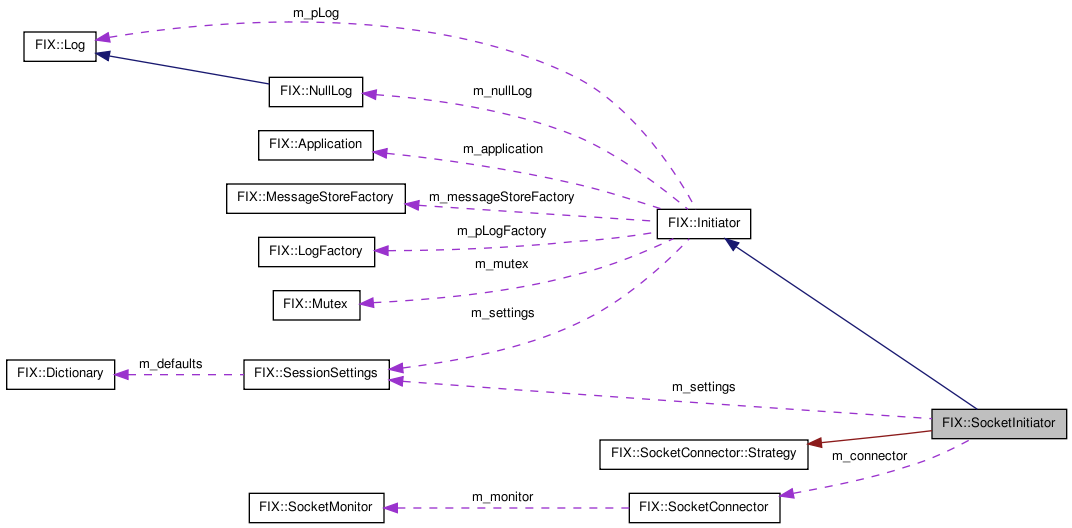 m_pLog
FIX::Log
FIX::NullLog
m_nullLog
FIX::Application
m_application
FIX::MessageStoreFactory
m_messageStoreFactory
FIX::Initiator
FIX::LogFactory
m_pLogFactory
m_mutex
FIX::Mutex
m_settings
FIX::Dictionary
m_defaults
FIX::SessionSettings
m_settings
FIX::SocketInitiator
FIX::SocketConnector::Strategy
m_connector
FIX::SocketMonitor
m_monitor
FIX::SocketConnector